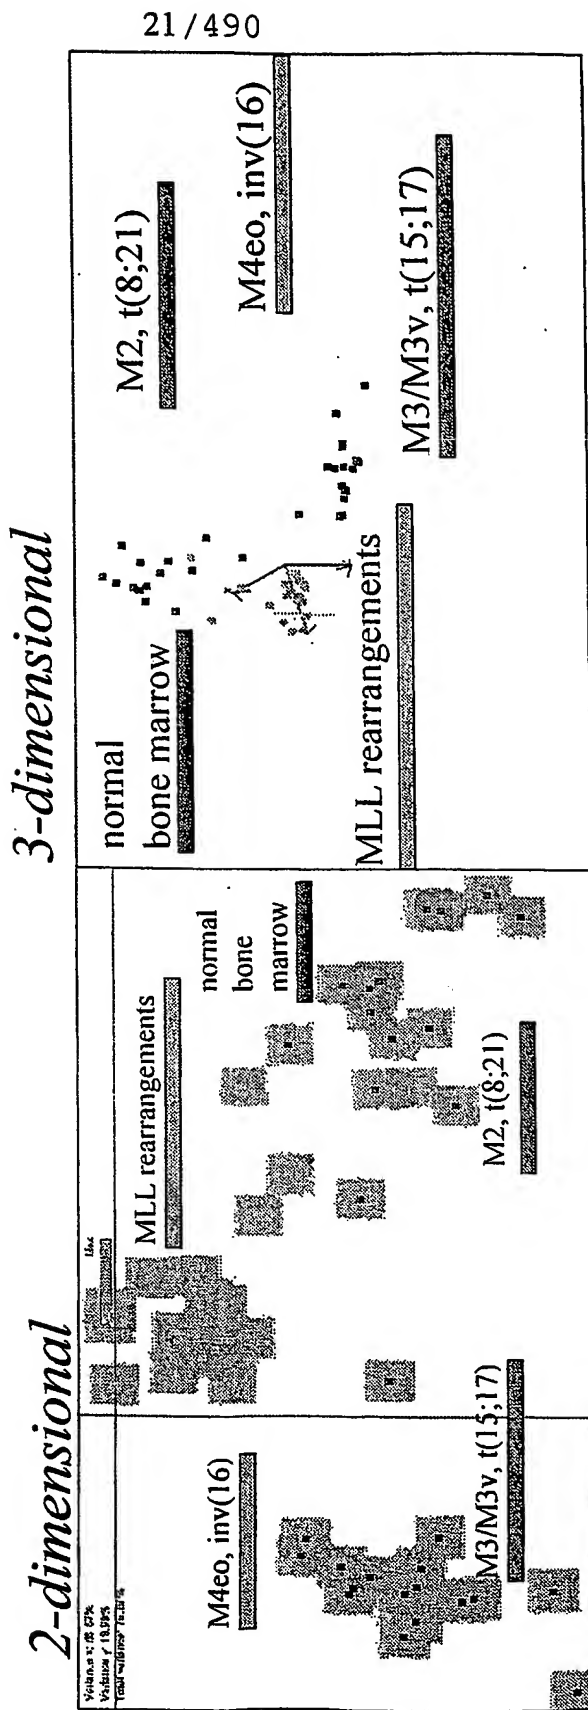 21/490
2-dimensional
3-dimensional
M4eo, inv(16)
M3/M3v, t(15;17)
MLL rearrangements
normal
bone
marrow
M2, t(8;21)
normal
bone marrow
M2, t(8;21)
M4eo, inv(16)
MLL rearrangements
M3/M3v, t(15;17)